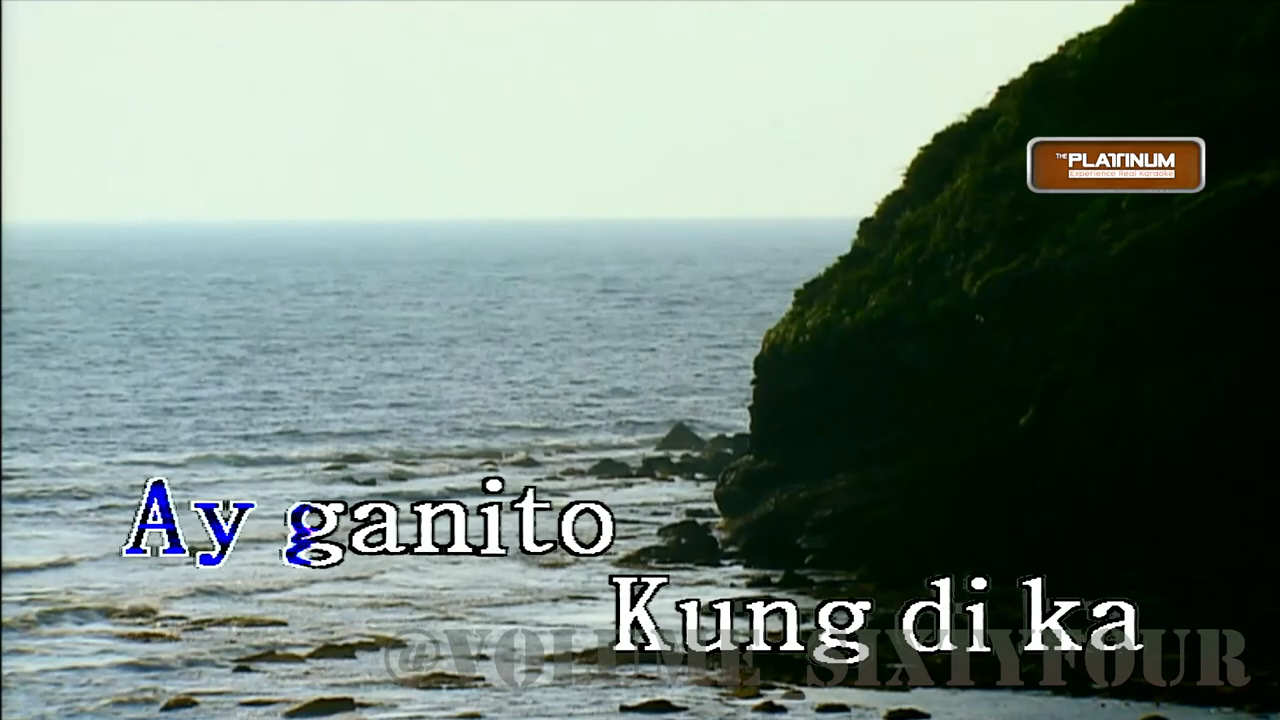 THE PLATINUM
Experience Real Karaoke
Ay ganito
Kung di ka
@VOLUME SIXTYFOUR